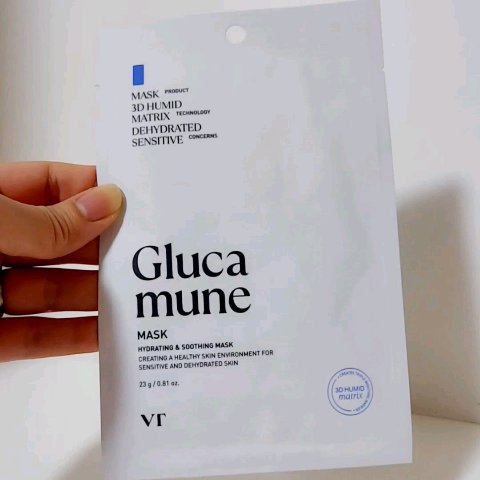 MASK PRODUCT
3D HUMID
MATRIX TECHNOLOGY
DEHYDRATED
SENSITIVE CONCERNS
Gluca
mune
MASK
HYDRATING & SOOTHING MASK
CREATING A HEALTHY SKIN ENVIRONMENT FOR
SENSITIVE AND DEHYDRATED SKIN
23 g / 0.81 oz.
VT
3D HUMID
matrix